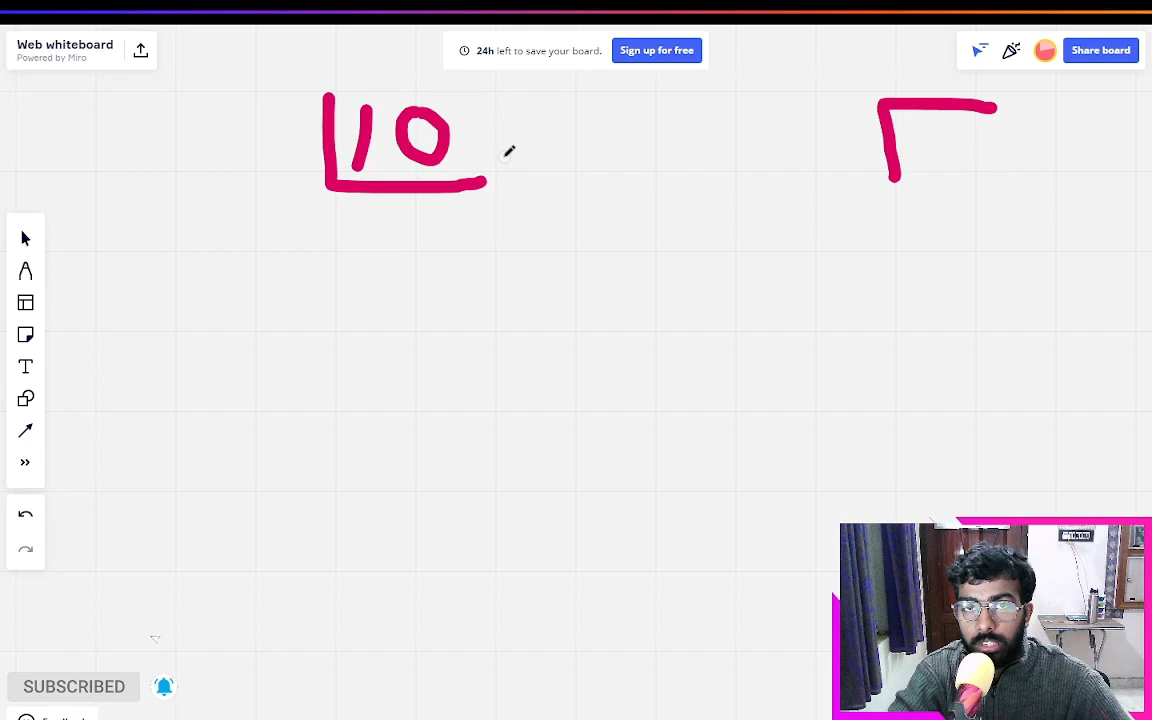 Web whiteboard
Powered by Miro
24h left to save your board.
Sign up for free
Share board
10
T
SUBSCRIBED